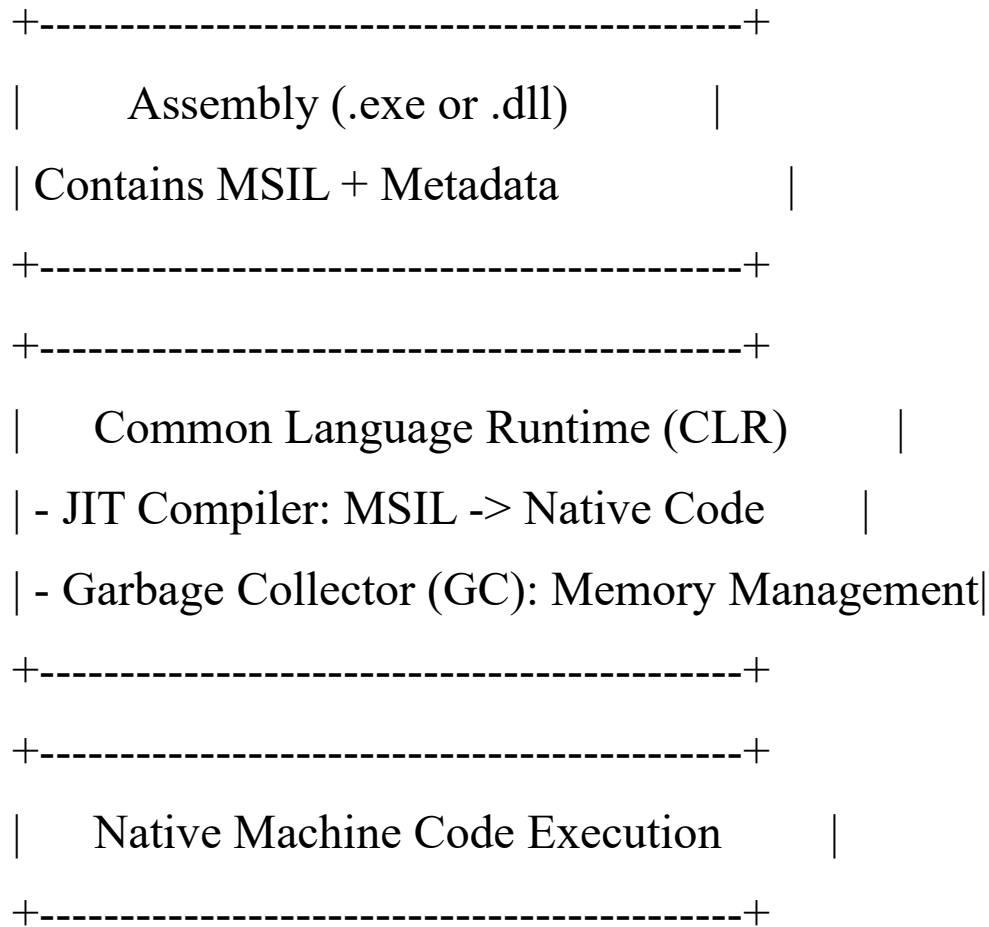 +--------------------------------------------+
|        Assembly (.exe or .dll)            |
| Contains MSIL + Metadata                    |
+--------------------------------------------+
+--------------------------------------------+
|      Common Language Runtime (CLR)         |
| - JIT Compiler: MSIL -> Native Code        |
| - Garbage Collector (GC): Memory Management|
+--------------------------------------------+
+--------------------------------------------+
|      Native Machine Code Execution         |
+--------------------------------------------+